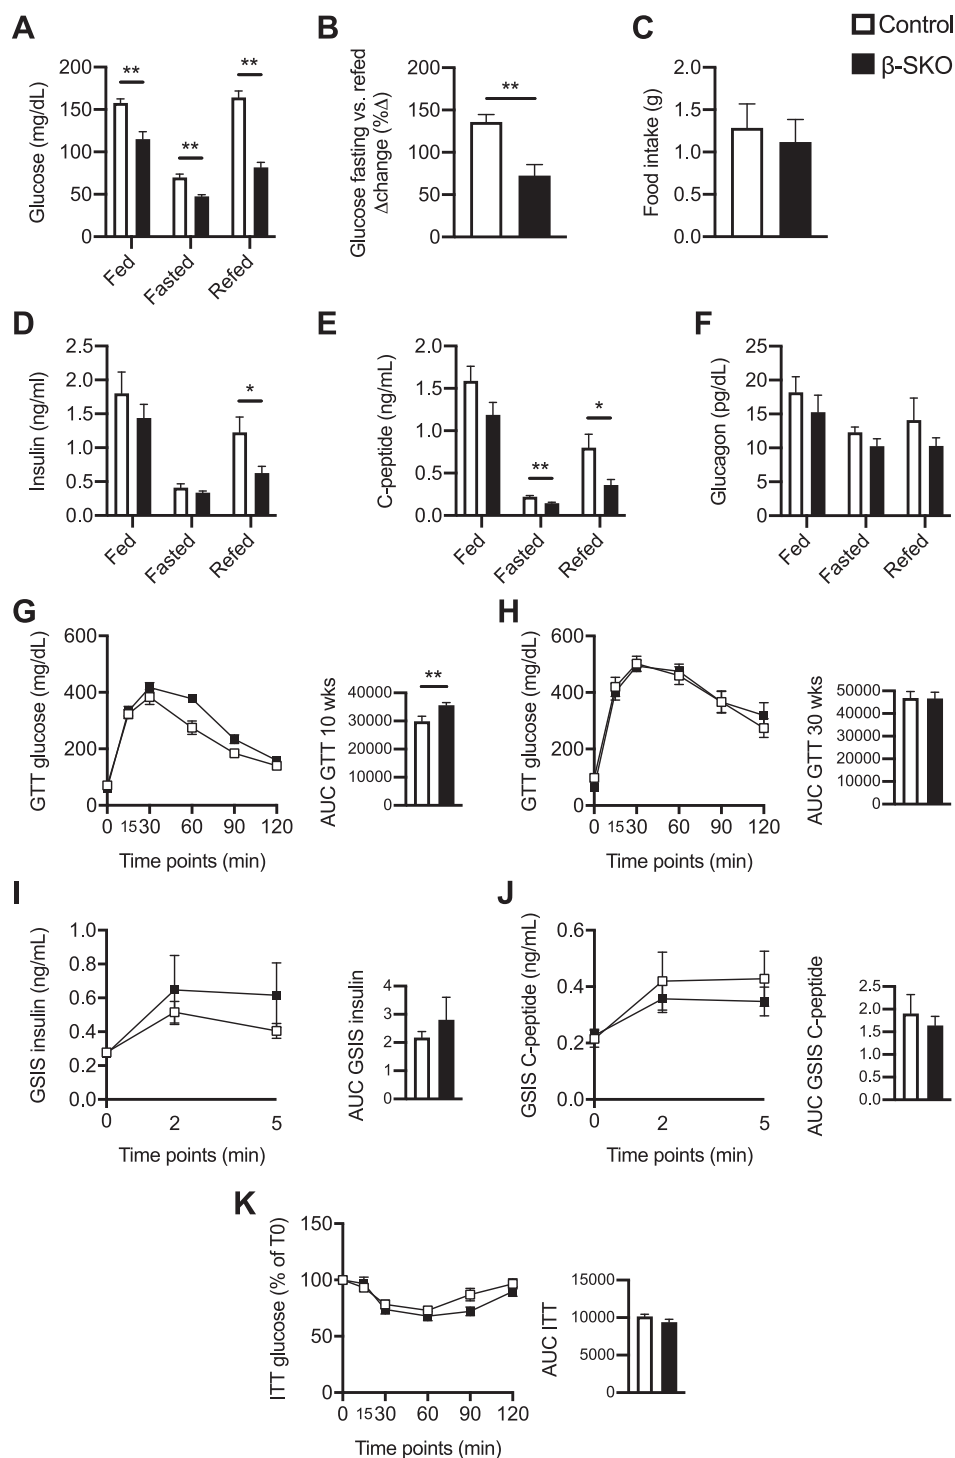 A
B
C
Control
β-SKO
Glucose (mg/dL)
200
150
100
50
0
**
**
**
Fed
Fasted
Refed
Glucose fasting vs. refed
Δchange (%Δ)
200
150
100
50
0
**
Food intake (g)
2.0
1.5
1.0
0.5
0.0
D
E
F
Insulin (ng/ml)
2.5
2.0
1.5
1.0
0.5
0.0
*
Fed
Fasted
Refed
C-peptide (ng/mL)
2.0
1.5
1.0
0.5
0.0
**
*
Fed
Fasted
Refed
Glucagon (pg/dL)
25
20
15
10
5
0
Fed
Fasted
Refed
G
H
GTT glucose (mg/dL)
600
400
200
0
0 15 30 60 90 120
Time points (min)
AUC GTT 10 wks
40000
30000
20000
10000
0
**
GTT glucose (mg/dL)
600
400
200
0
0 15 30 60 90 120
Time points (min)
AUC GTT 30 wks
50000
40000
30000
20000
10000
0
I
J
GSIS insulin (ng/mL)
1.0
0.8
0.6
0.4
0.2
0.0
0 2 5
Time points (min)
AUC GSIS insulin
4
3
2
1
0
GSIS C-peptide (ng/mL)
0.6
0.4
0.2
0.0
0 2 5
Time points (min)
AUC GSIS C-peptide
2.5
2.0
1.5
1.0
0.5
0.0
K
ITT glucose (% of T0)
150
100
50
0
0 15 30 60 90 120
Time points (min)
AUC ITT
15000
10000
5000
0